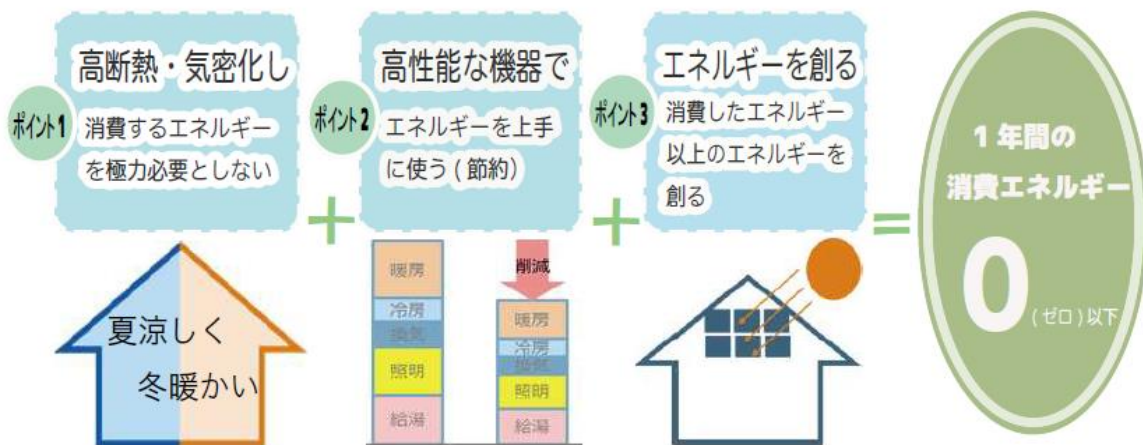 高断熱・気密化し
ポイント1
消費するエネルギー
を極力必要としない
高性能な機器で
ポイント2
エネルギーを上手
に使う(節約)
エネルギーを創る
ポイント3
消費したエネルギー
以上のエネルギーを
創る
+
+
=
1年間の
消費エネルギー
0
(ゼロ)以下
夏涼しく
冬暖かい
暖房
冷房
換気
照明
給湯
削減
暖房
冷房
換気
照明
給湯